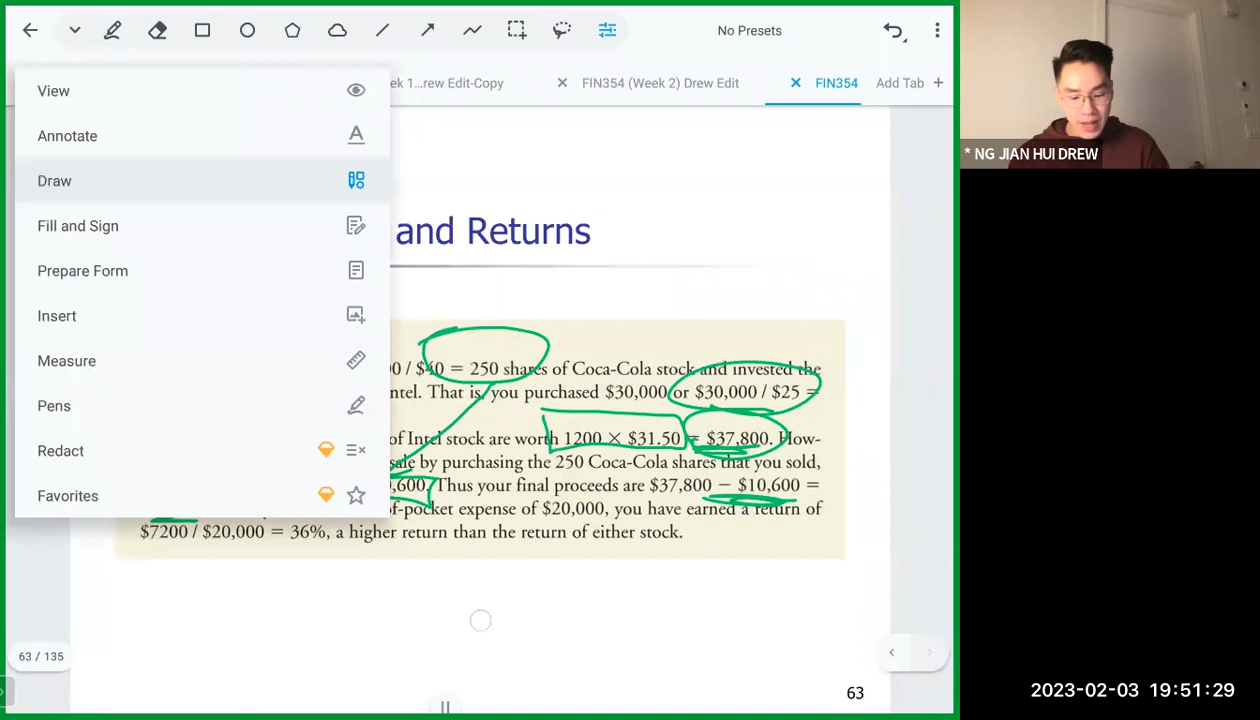 No Presets
ek 1...rew Edit-Copy
FIN354 (Week 2) Drew Edit
FIN354
Add Tab
View
Annotate
Draw
Fill and Sign
Prepare Form
Insert
Measure
Pens
Redact
Favorites
* NG JIAN HUI DREW
and Returns
0 / $40 = 250 shares of Coca-Cola stock and invested the
ntel. That is, you purchased $30,000 or $30,000 / $25 =
of Intel stock are worth 1200 × $31.50 = $37,800. How-
sale by purchasing the 250 Coca-Cola shares that you sold,
,600. Thus your final proceeds are $37,800 − $10,600 =
f-pocket expense of $20,000, you have earned a return of
$7200 / $20,000 = 36%, a higher return than the return of either stock.
63 / 135
63
2023-02-03 19:51:29